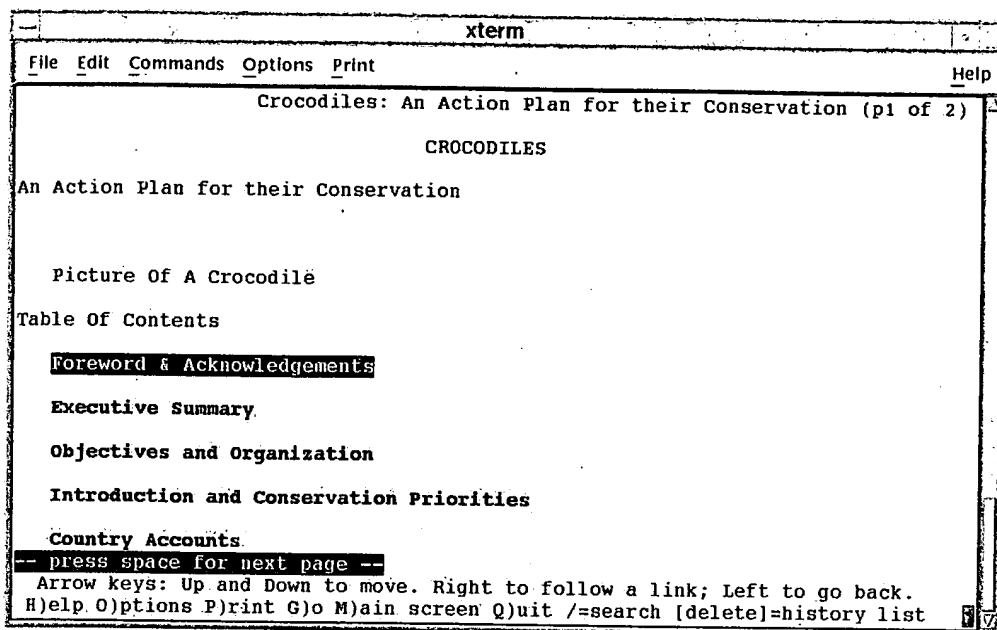 xterm
File Edit Commands Options Print Help
Crocodiles: An Action Plan for their Conservation (p1 of 2)
CROCODILES
An Action Plan for their Conservation
Picture Of A Crocodile
Table Of Contents
Foreword & Acknowledgements
Executive Summary
Objectives and Organization
Introduction and Conservation Priorities
Country Accounts
-- press space for next page --
Arrow keys: Up and Down to move. Right to follow a link; Left to go back.
H)elp O)ptions P)rint G)o M)ain screen Q)uit /=search [delete]=history list